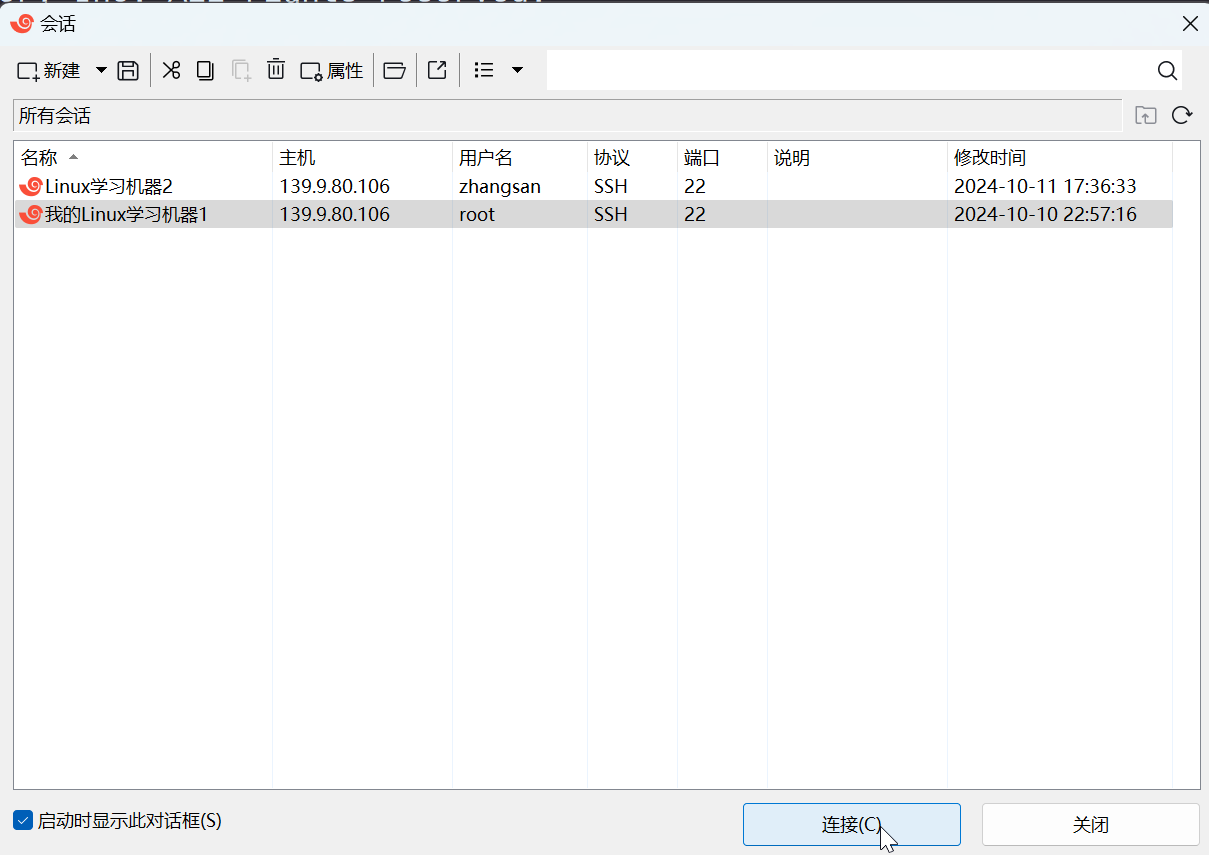 会话
新建 属性
所有会话
名称 主机 用户名 协议 端口 说明 修改时间
Linux学习机器2 139.9.80.106 zhangsan SSH 22 2024-10-11 17:36:33
我的Linux学习机器1 139.9.80.106 root SSH 22 2024-10-10 22:57:16
启动时显示此对话框(S) 连接(C) 关闭